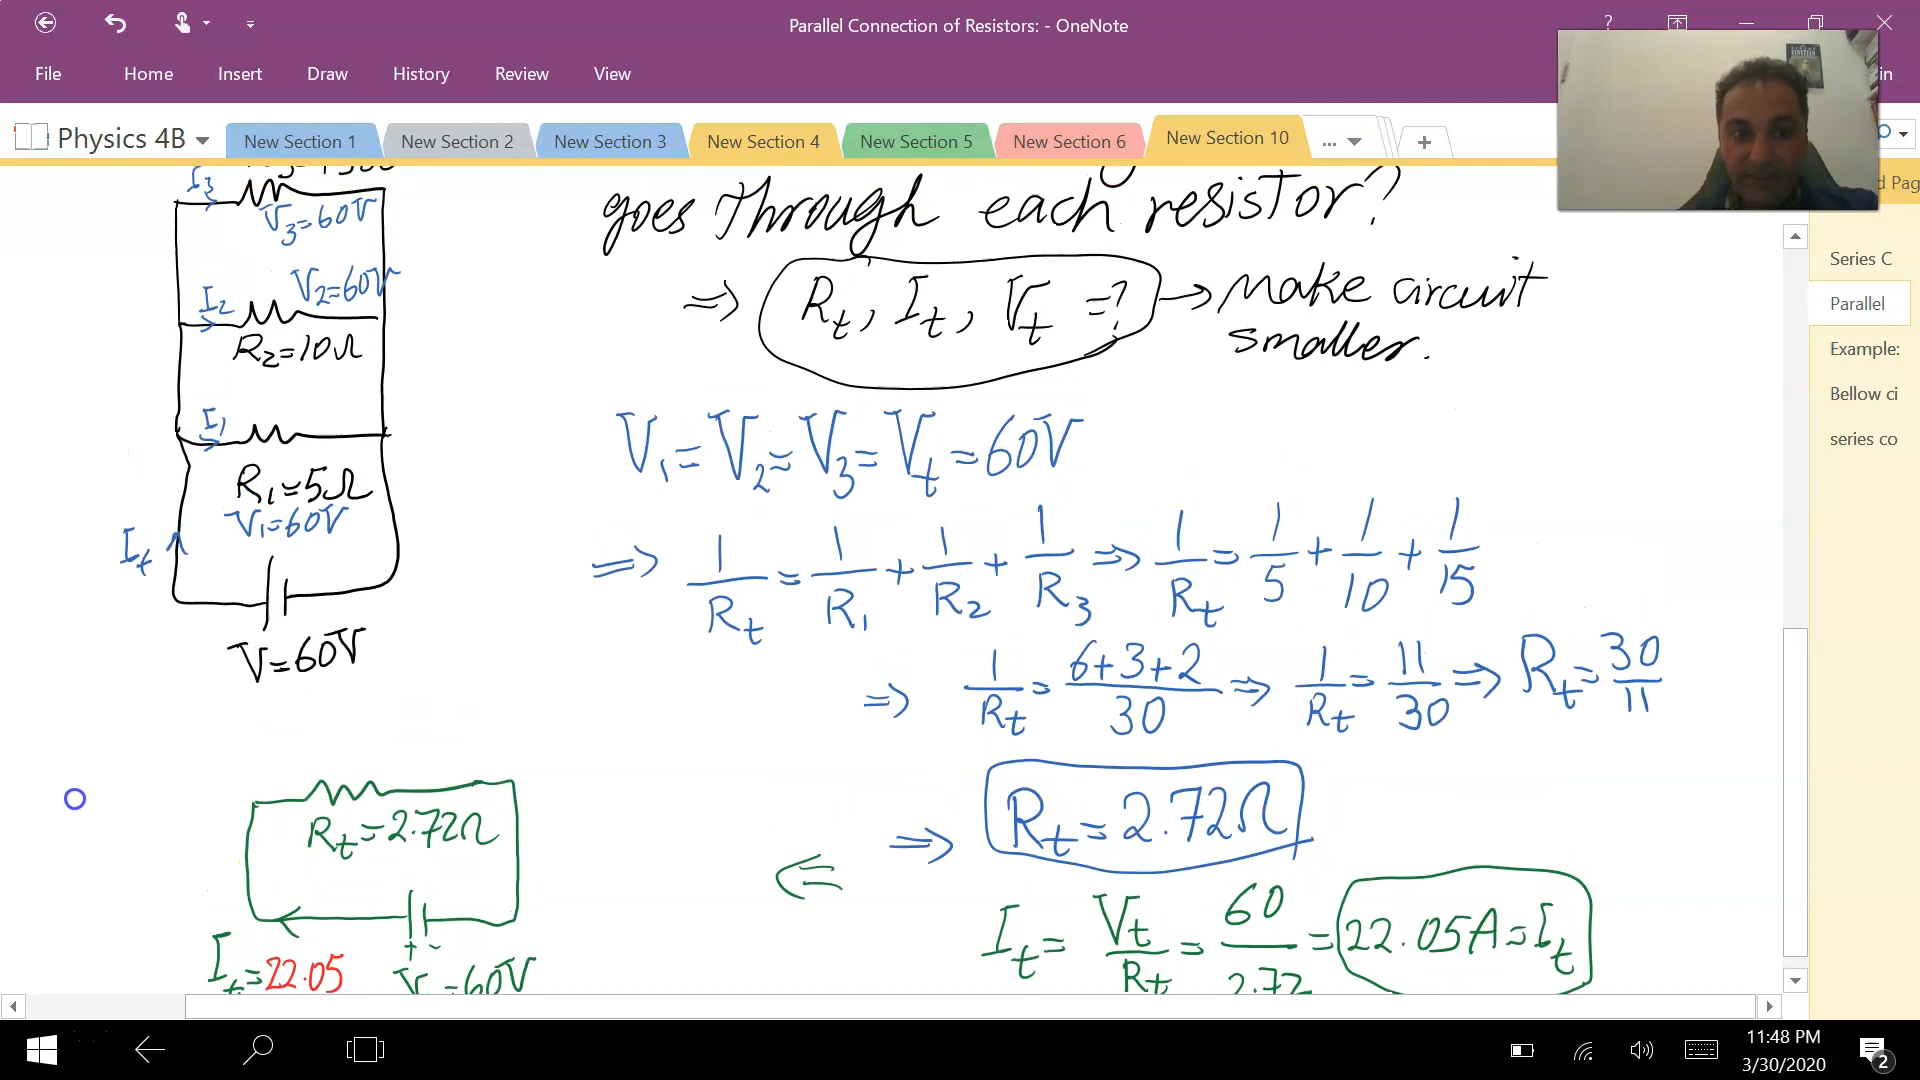 Parallel Connection of Resistors: - OneNote
?
File Home Insert Draw History Review View
in
Physics 4B
New Section 1 New Section 2 New Section 3 New Section 4 New Section 5 New Section 6 New Section 10 ... +
d Pag
Series C
Parallel
Example:
Bellow ci
series co
I3
V3=60V
I2 V2=60V
R2=10Ω
I1
R1=5Ω
V1=60V
It
V=60V
goes through each resistor?
⇒ Rt, It, Vt =? → Make circuit
smaller.
V1=V2=V3=Vt=60V
⇒ 1/Rt = 1/R1 + 1/R2 + 1/R3 ⇒ 1/Rt = 1/5 + 1/10 + 1/15
⇒ 1/Rt = 6+3+2/30 ⇒ 1/Rt = 11/30 ⇒ Rt = 30/11
⇒ Rt=2.72Ω
It = Vt/Rt = 60/2.72 = 22.05A=It
⇐
Rt=2.72Ω
+ -
It=22.05
V =60V
11:48 PM
3/30/2020
2